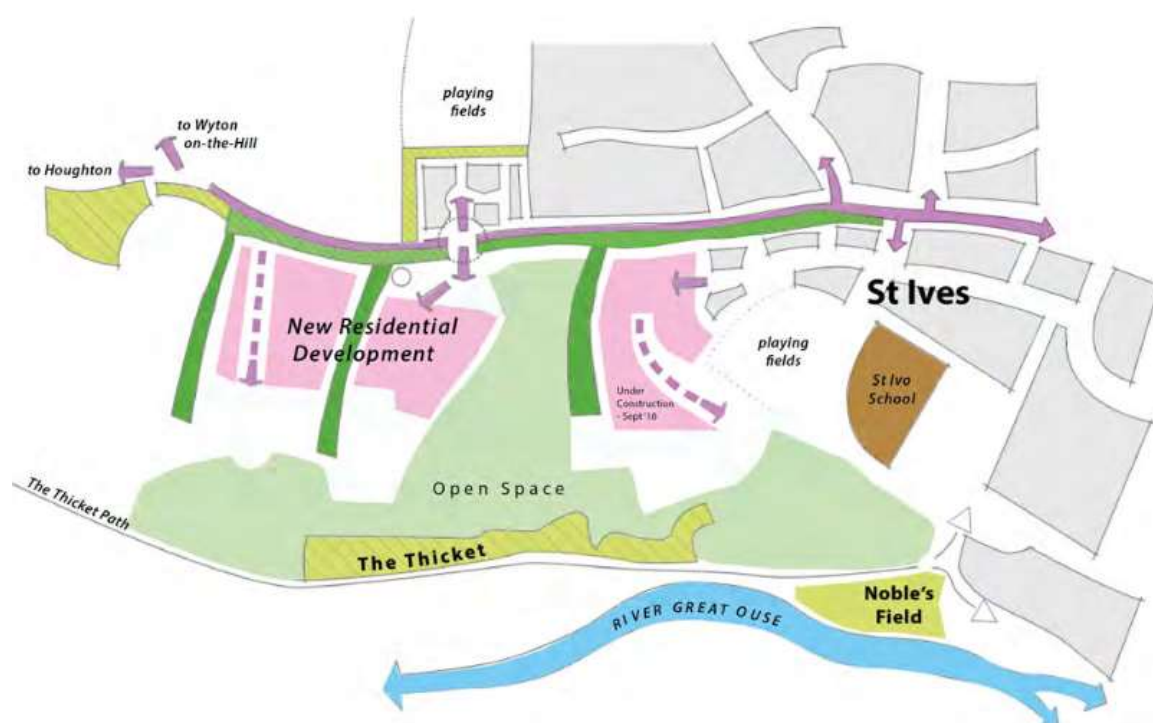 playing
fields
to Wyton
on-the-Hill
to Houghton
St Ives
New Residential
Development
playing
fields
St Ivo
School
Under
Construction
- Sept '16
Open Space
The Thicket Path
The Thicket
Noble's
Field
RIVER GREAT OUSE